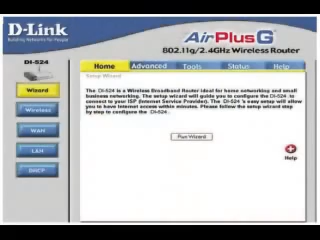 D-Link
Building Networks for People
AirPlus G
802.11g/2.4GHz Wireless Router
DI-524
Home
Advanced
Tools
Status
Help
Setup Wizard
Wizard
The DI-524 is a Wireless Broadband Router ideal for home networking and small
business networking. The setup wizard will guide you to configure the DI-524 to
connect to your ISP (Internet Service Provider). The DI-524 's easy setup will allow
you to have Internet access within minutes. Please follow the setup wizard step
by step to configure the DI-524 .
Wireless
Run Wizard
WAN
Help
LAN
DHCP